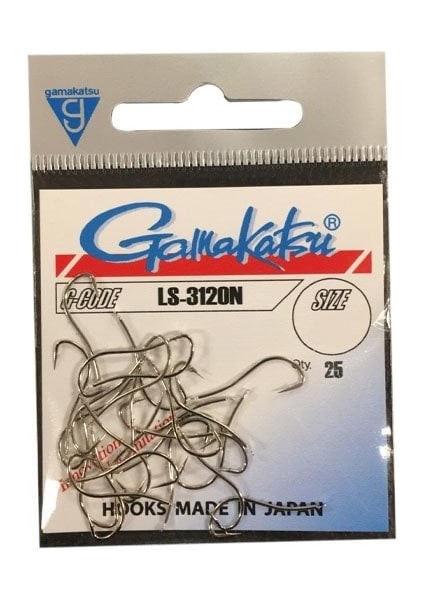 gamakatsu
g
Gamakatsu®
G-CODE LS-3120N SIZE
Qty. 25
HOOKS MADE IN JAPAN